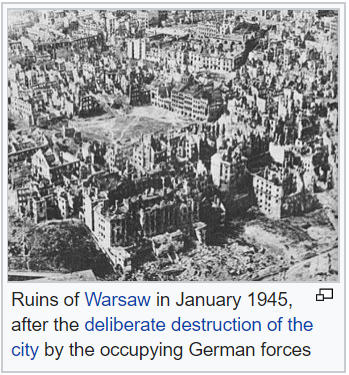 Ruins of Warsaw in January 1945,
after the deliberate destruction of the
city by the occupying German forces